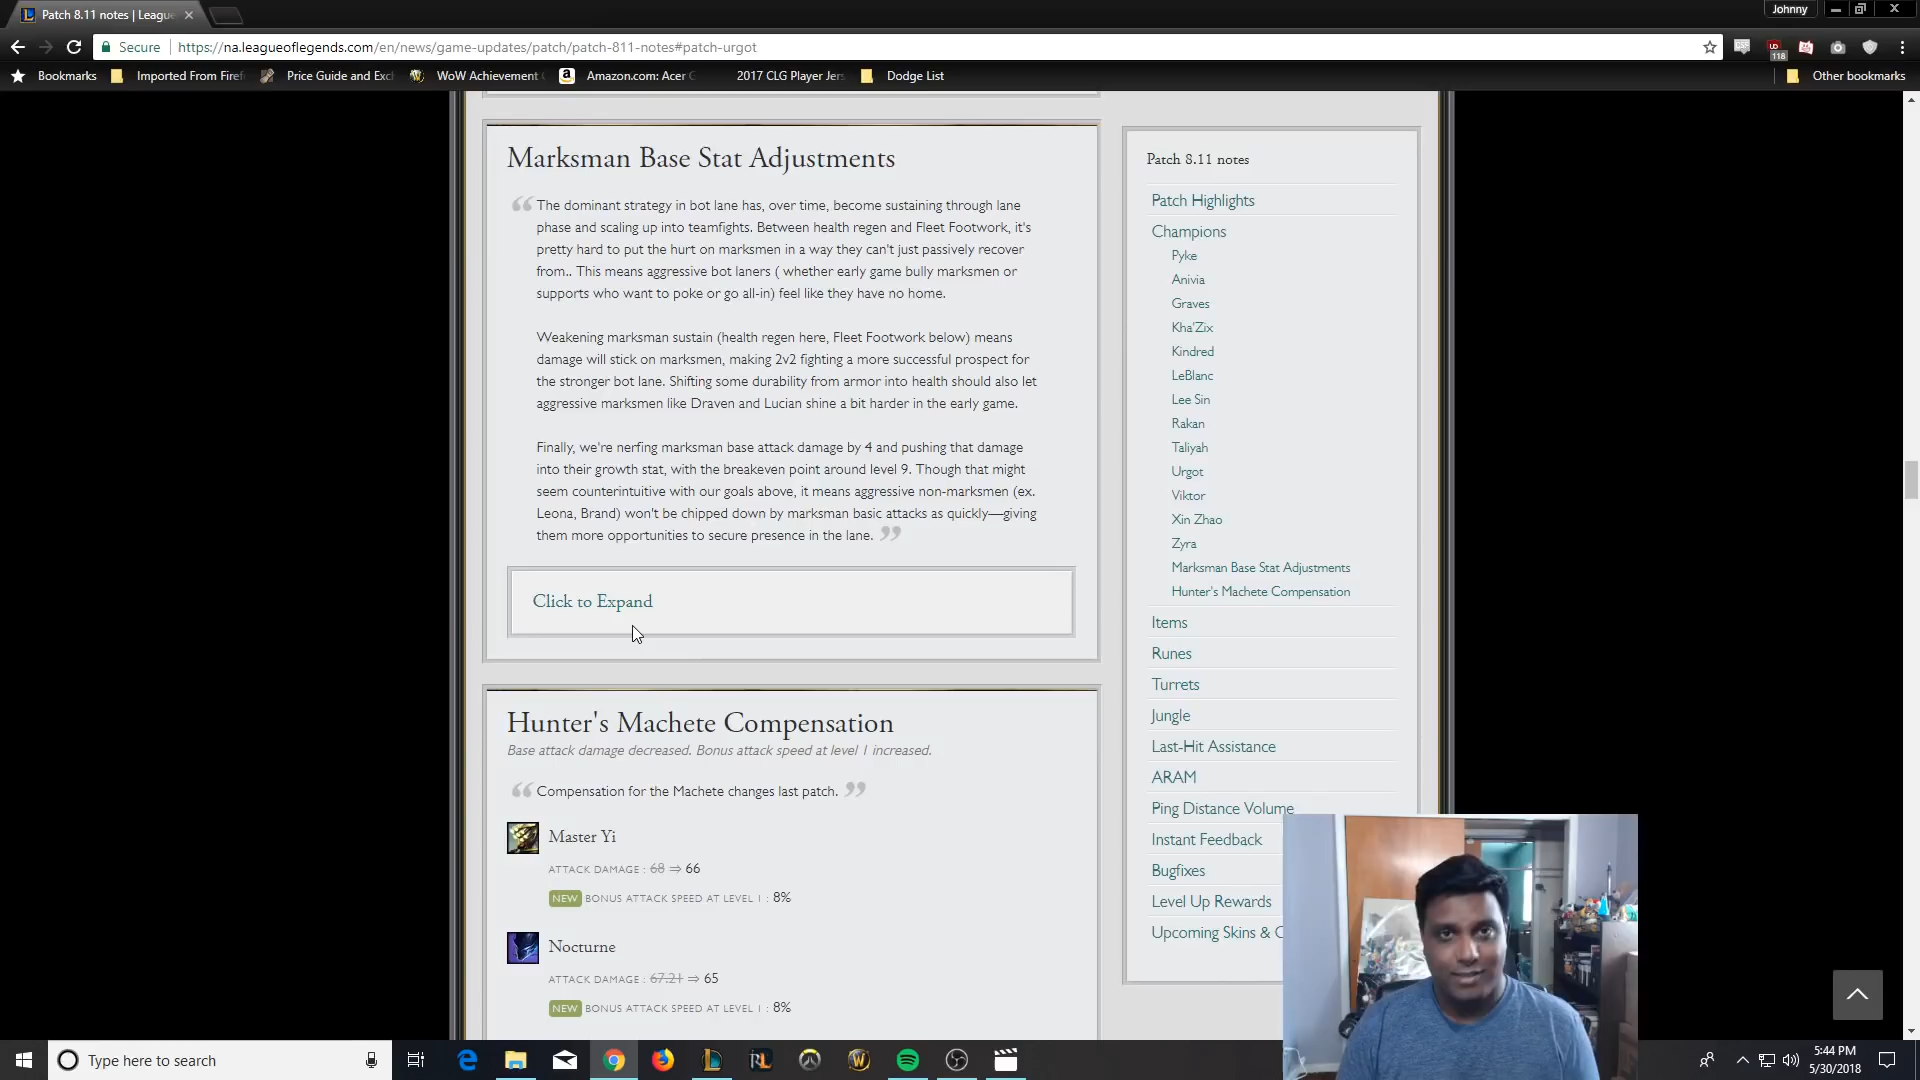 Patch 8.11 notes | Leagu
Johnny
Secure
https://na.leagueoflegends.com/en/news/game-updates/patch/patch-811-notes#patch-urgot
118
Bookmarks
Imported From Firef
Price Guide and Exc
WoW Achievement
Amazon.com: Acer
2017 CLG Player Jers
Dodge List
Other bookmarks
Marksman Base Stat Adjustments
The dominant strategy in bot lane has, over time, become sustaining through lane
phase and scaling up into teamfights. Between health regen and Fleet Footwork, it's
pretty hard to put the hurt on marksmen in a way they can't just passively recover
from.. This means aggressive bot laners ( whether early game bully marksmen or
supports who want to poke or go all-in) feel like they have no home.
Weakening marksman sustain (health regen here, Fleet Footwork below) means
damage will stick on marksmen, making 2v2 fighting a more successful prospect for
the stronger bot lane. Shifting some durability from armor into health should also let
aggressive marksmen like Draven and Lucian shine a bit harder in the early game.
Finally, we're nerfing marksman base attack damage by 4 and pushing that damage
into their growth stat, with the breakeven point around level 9. Though that might
seem counterintuitive with our goals above, it means aggressive non-marksmen (ex.
Leona, Brand) won't be chipped down by marksman basic attacks as quickly—giving
them more opportunities to secure presence in the lane.
Click to Expand
Hunter's Machete Compensation
Base attack damage decreased. Bonus attack speed at level 1 increased.
Compensation for the Machete changes last patch.
Master Yi
ATTACK DAMAGE : 68 ⇒ 66
NEW BONUS ATTACK SPEED AT LEVEL 1 : 8%
Nocturne
ATTACK DAMAGE : 67.21 ⇒ 65
NEW BONUS ATTACK SPEED AT LEVEL 1 : 8%
Patch 8.11 notes
Patch Highlights
Champions
Pyke
Anivia
Graves
Kha'Zix
Kindred
LeBlanc
Lee Sin
Rakan
Taliyah
Urgot
Viktor
Xin Zhao
Zyra
Marksman Base Stat Adjustments
Hunter's Machete Compensation
Items
Runes
Turrets
Jungle
Last-Hit Assistance
ARAM
Ping Distance Volume
Instant Feedback
Bugfixes
Level Up Rewards
Upcoming Skins & C
Type here to search
5:44 PM
5/30/2018